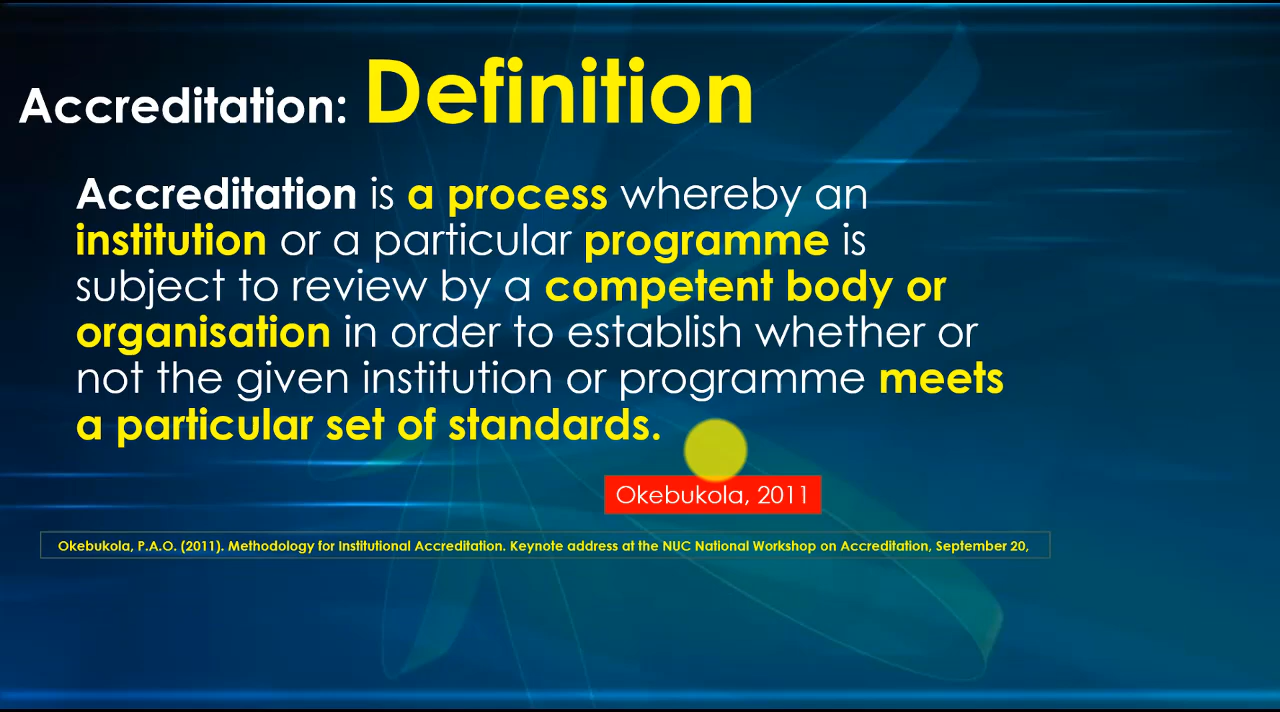 Accreditation: Definition
Accreditation is a process whereby an
institution or a particular programme is
subject to review by a competent body or
organisation in order to establish whether or
not the given institution or programme meets
a particular set of standards.
Okebukola, 2011
Okebukola, P.A.O. (2011). Methodology for Institutional Accreditation. Keynote address at the NUC National Workshop on Accreditation, September 20,